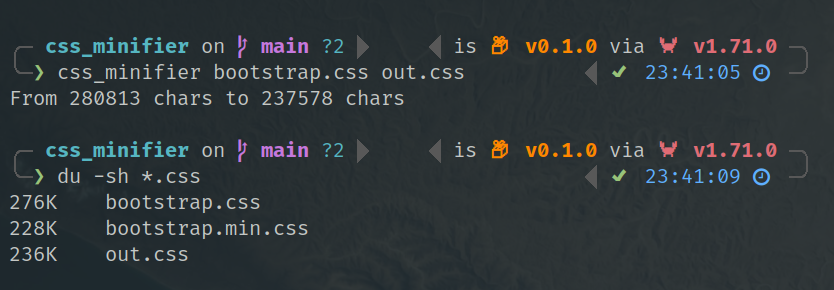 css_minifier on main ?2 is v0.1.0 via v1.71.0
❯ css_minifier bootstrap.css out.css ✔ 23:41:05
From 280813 chars to 237578 chars
css_minifier on main ?2 is v0.1.0 via v1.71.0
❯ du -sh *.css ✔ 23:41:09
276K bootstrap.css
228K bootstrap.min.css
236K out.css